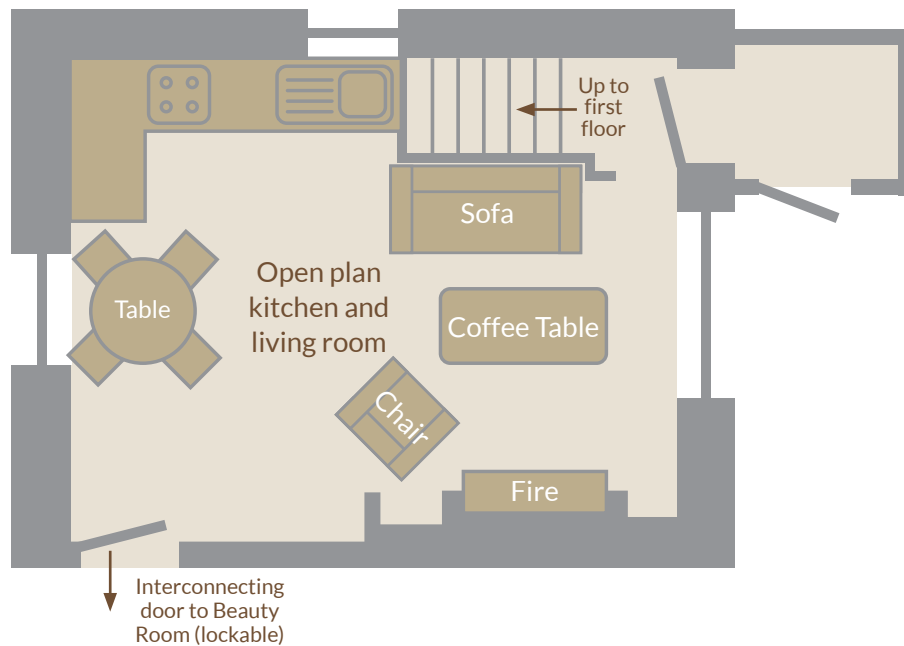 Up to
first
floor
Sofa
Open plan
kitchen and
living room
Table
Coffee Table
Chair
Fire
Interconnecting
door to Beauty
Room (lockable)